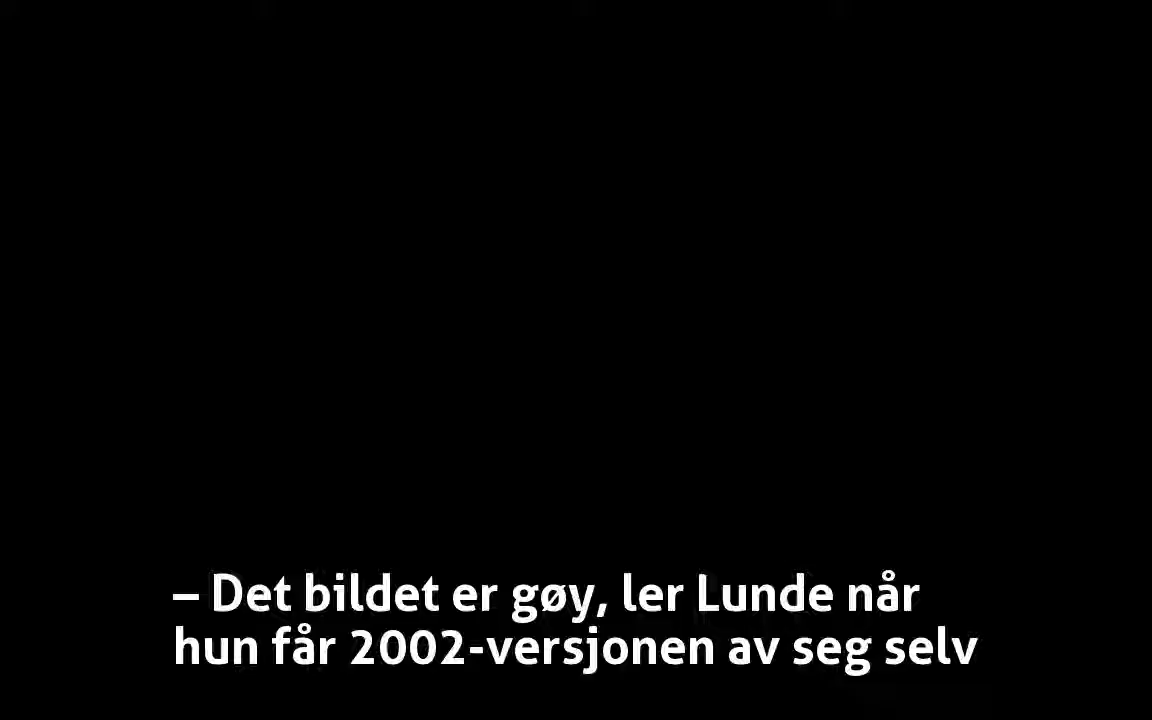 – Det bildet er gøy, ler Lunde når
hun får 2002-versjonen av seg selv